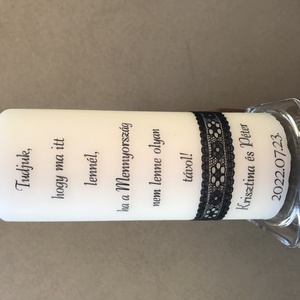 Tudjuk,
hogy ma itt
lennél,
ha a Mennyország
nem lenne olyan
távol!
Krisztina és Péter
2022.07.23.